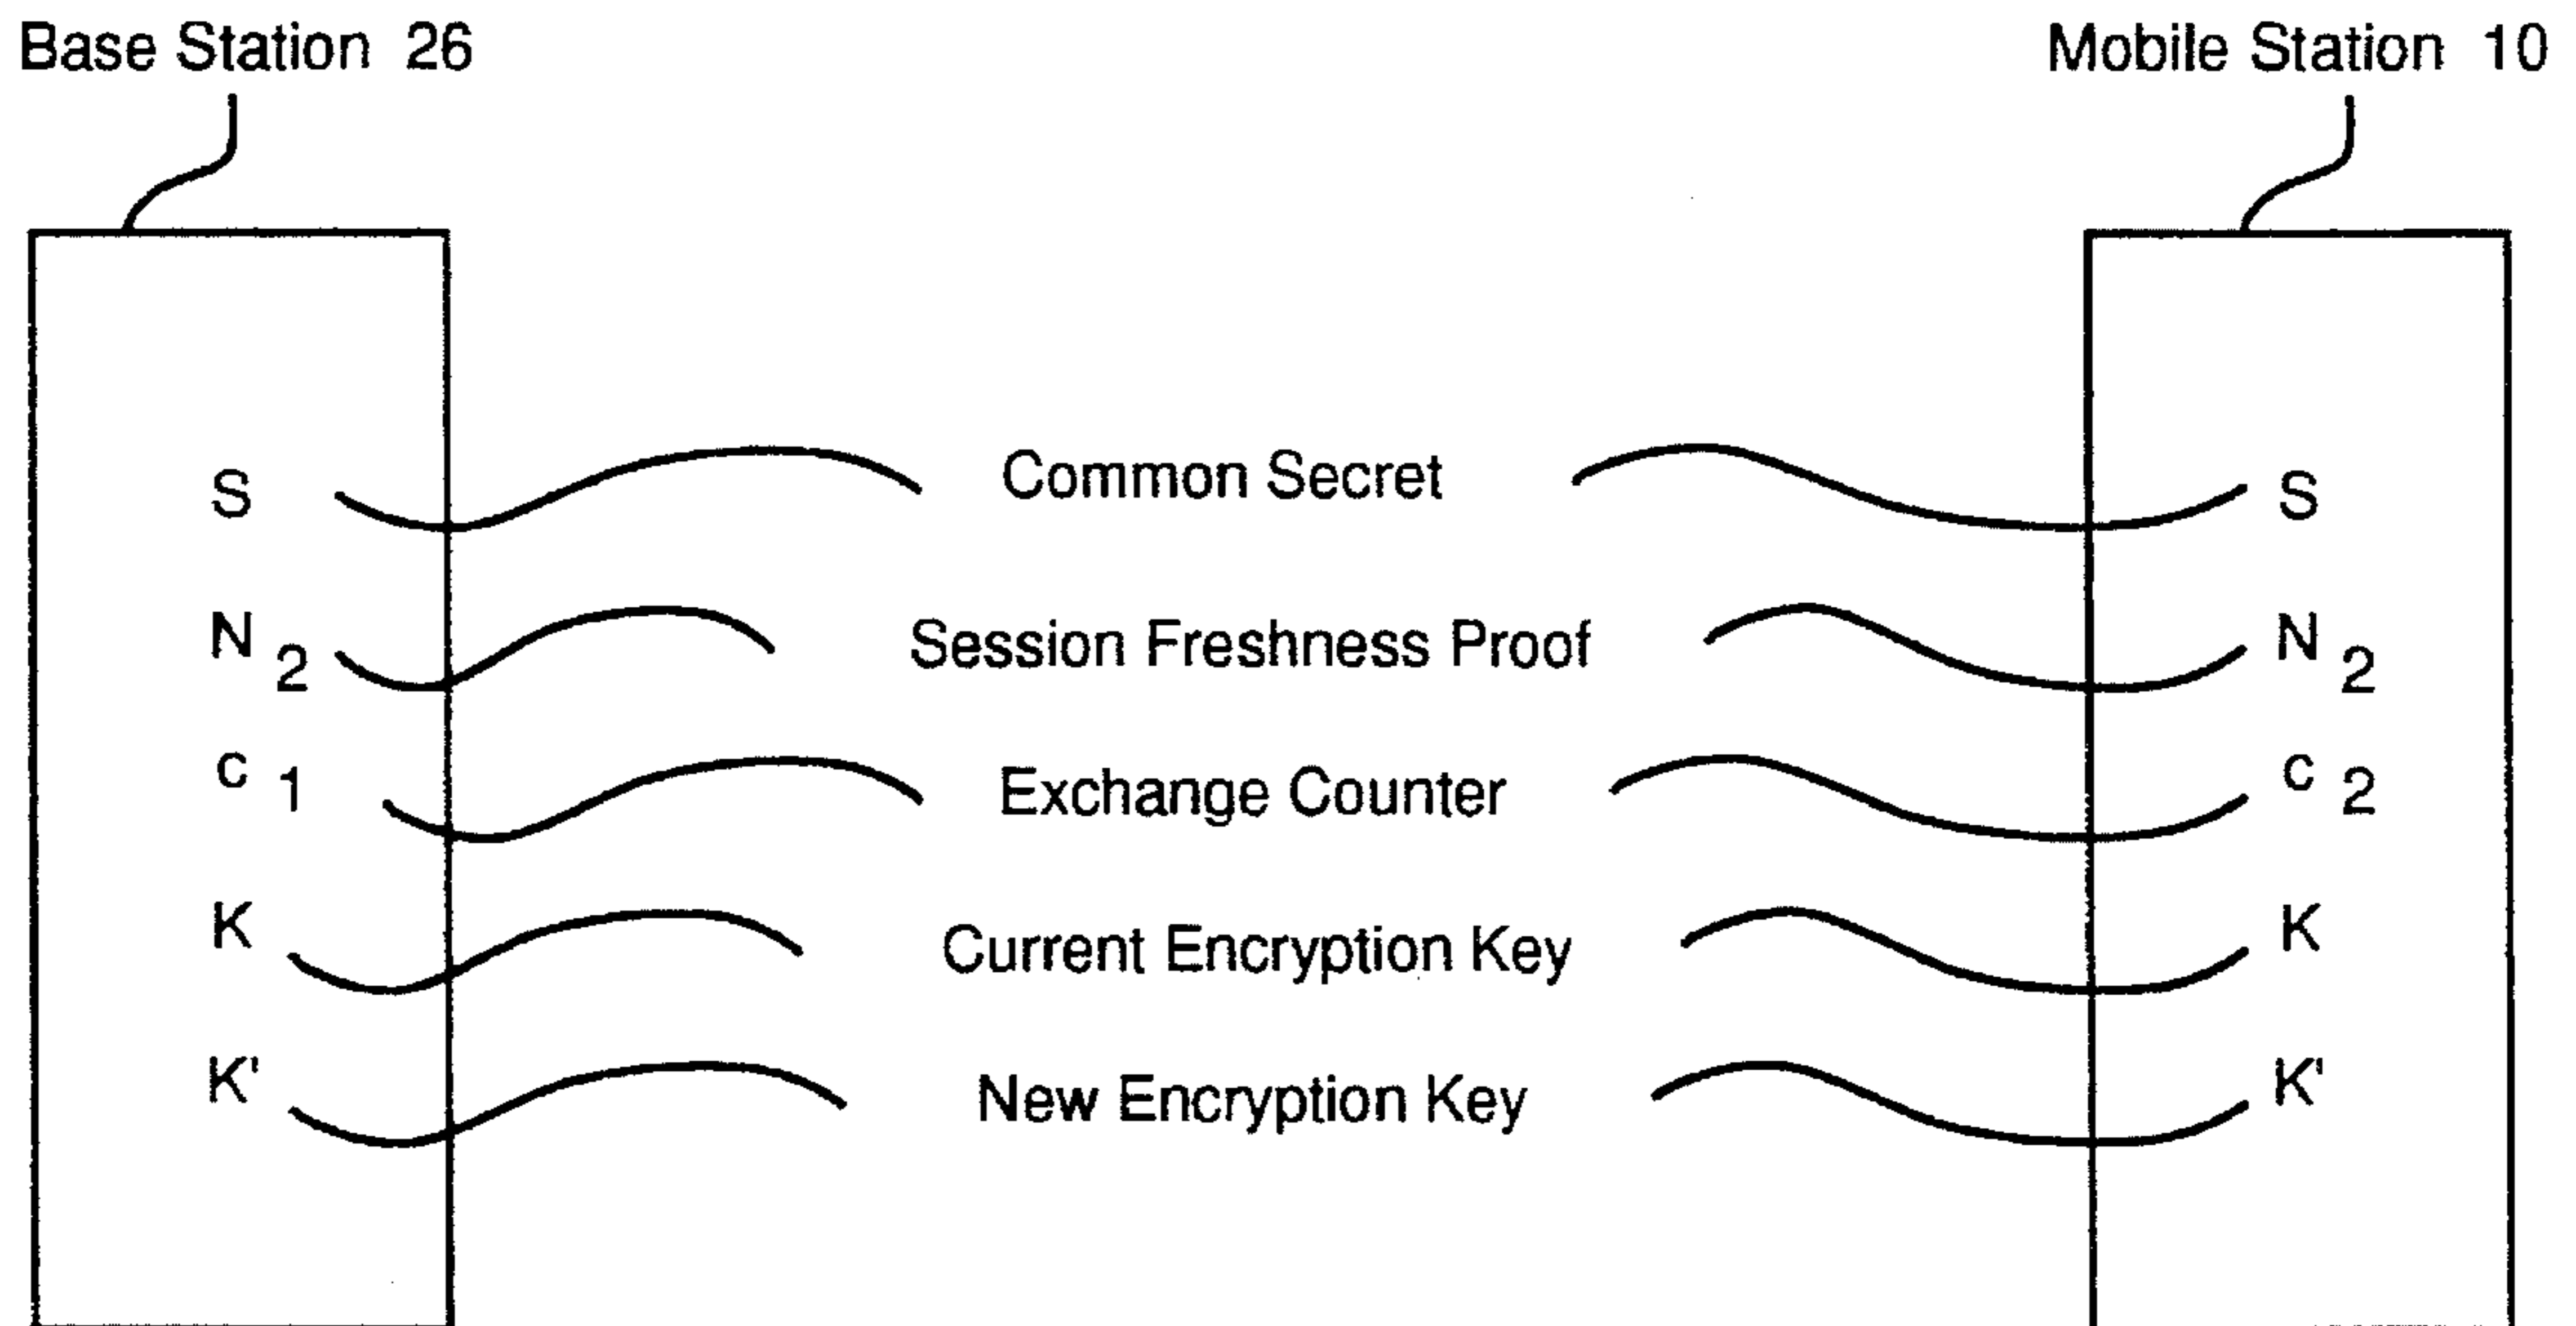 Base Station 26 Mobile Station 10
S Common Secret S
N 2 Session Freshness Proof N 2
c 1 Exchange Counter c 2
K Current Encryption Key K
K' New Encryption Key K'